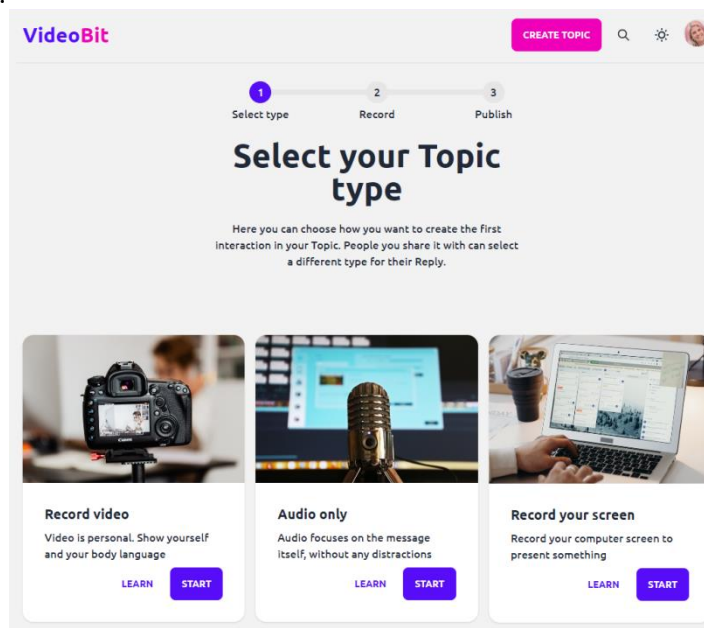 VideoBit
CREATE TOPIC
1
2
3
Select type
Record
Publish
Select your Topic
type
Here you can choose how you want to create the first
interaction in your Topic. People you share it with can select
a different type for their Reply.
Canon
Record video
Video is personal. Show yourself
and your body language
LEARN
START
Audio only
Audio focuses on the message
itself, without any distractions
LEARN
START
Record your screen
Record your computer screen to
present something
LEARN
START